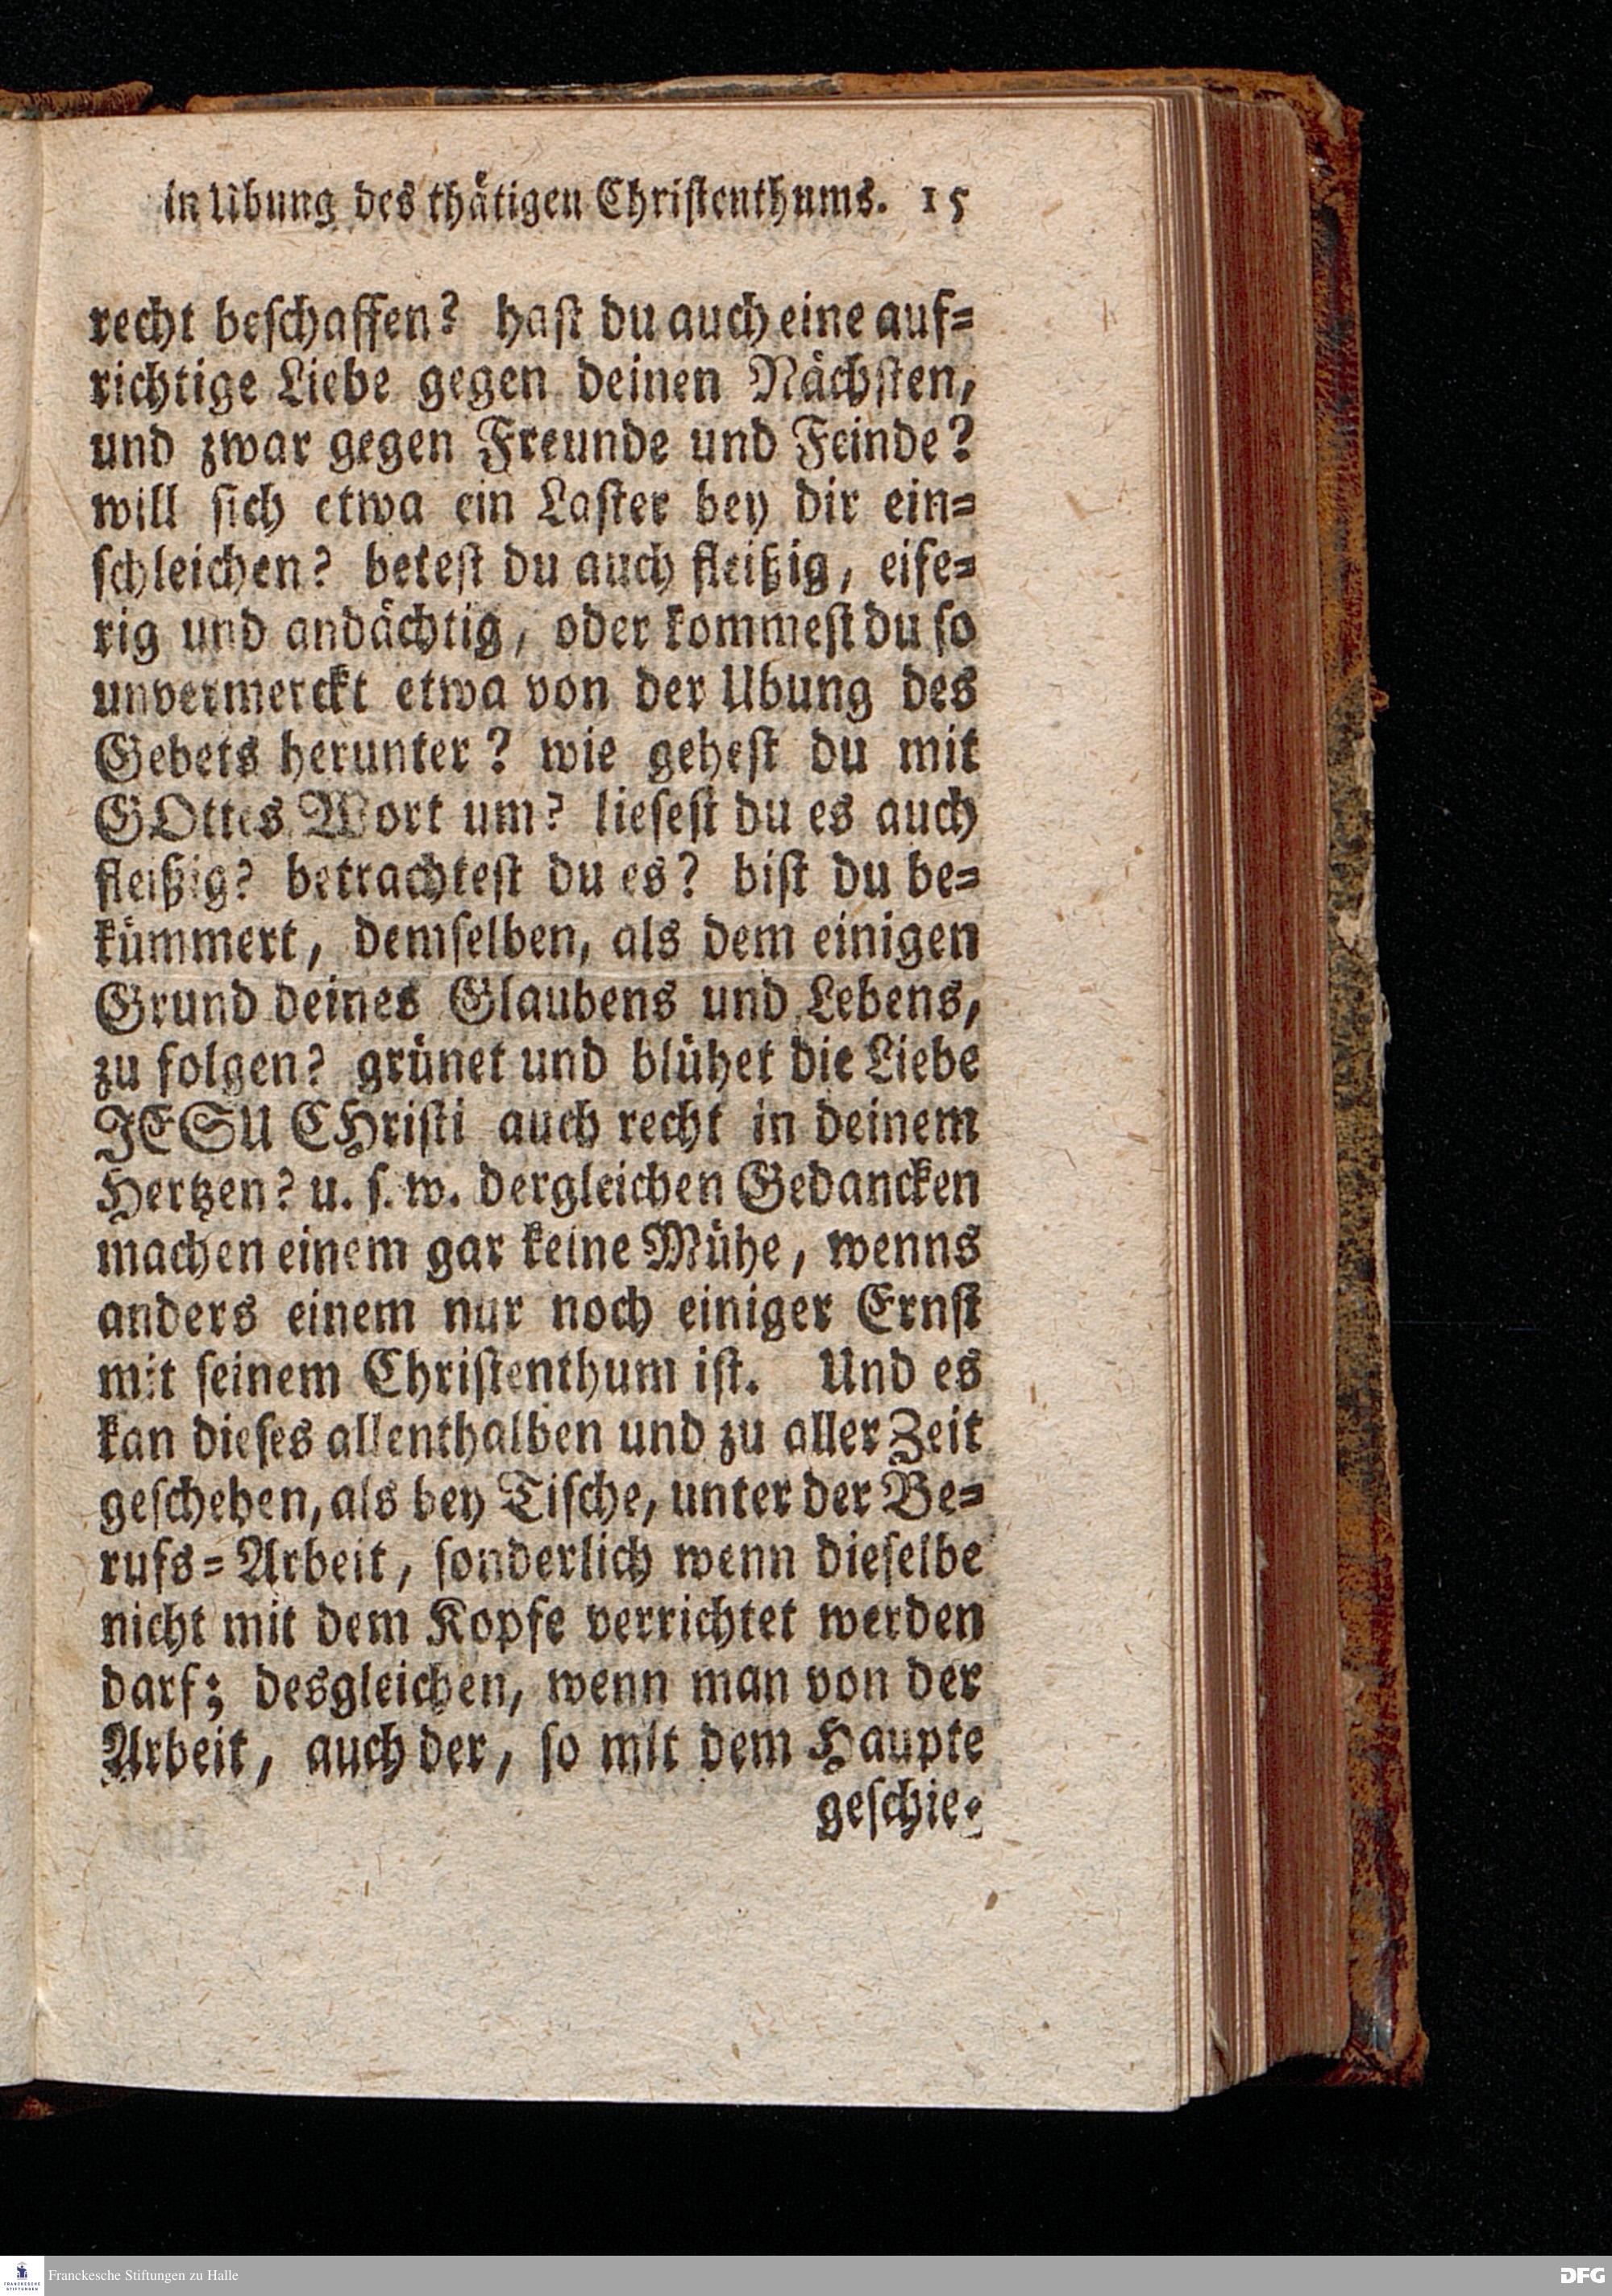 in Übung des thätigen Christenthums. 15
recht beschaffen? hast du auch eine auf=
richtige Liebe gegen deinen Nächsten,
und zwar gegen Freunde und Feinde?
will sich etwa ein Laster bey dir ein=
schleichen? betest du auch fleißig, eife=
rig und andächtig, oder kommest du so
unvermerckt etwa von der Ubung des
Gebets herunter? wie gehest du mit
GOttes Wort um? liesest du es auch
fleißig? betrachtest du es? bist du be=
kümmert, demselben, als dem einigen
Grund deines Glaubens und Lebens,
zu folgen? grünet und blühet die Liebe
JESU CHristi auch recht in deinem
Hertzen? u. s. w. dergleichen Gedancken
machen einem gar keine Mühe, wenns
anders einem nur noch einiger Ernst
mit seinem Christenthum ist. Und es
kan dieses allenthalben und zu aller Zeit
geschehen, als bey Tische, unter der Be=
rufs=Arbeit, sonderlich wenn dieselbe
nicht mit dem Kopfe verrichtet werden
darf; desgleichen, wenn man von der
Arbeit, auch der, so mit dem Haupte
geschie=
FRANCKESCHE STIFTUNGEN
Franckesche Stiftungen zu Halle
DFG